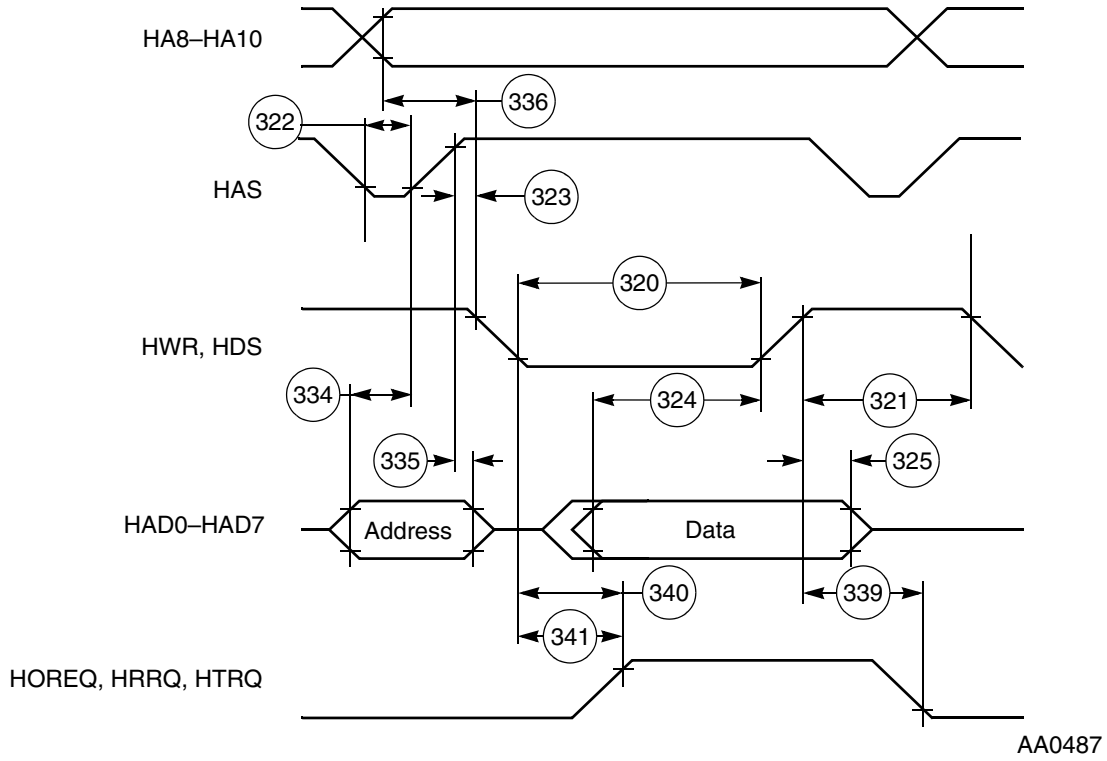 HA8–HA10
336
322
HAS
323
320
HWR, HDS
334
324
321
335
325
HAD0–HAD7
Address
Data
340
339
341
HOREQ, HRRQ, HTRQ
AA0487